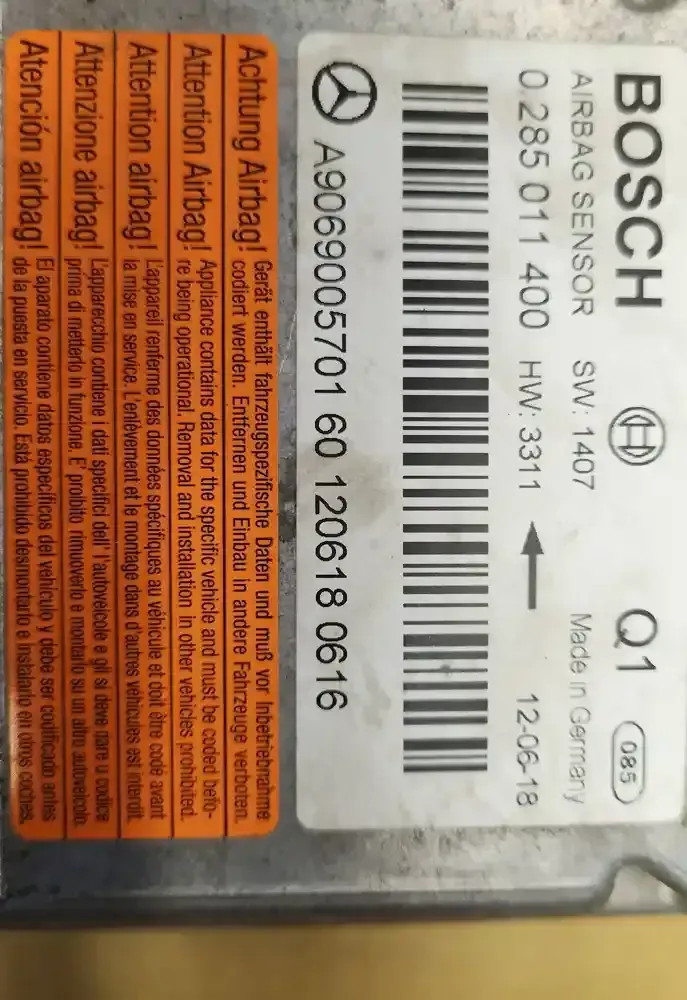 BOSCH Q1 085
AIRBAG SENSOR SW: 1407 Made in Germany
0 285 011 400 HW: 3311 12-06-18
A9069005701 60 120618 0616
Achtung Airbag! Gerät enthält fahrzeugspezifische Daten und muß vor Inbetriebnahme
codiert werden. Entfernen und Einbau in andere Fahrzeuge verboten.
Attention Airbag! Appliance contains data for the specific vehicle and must be coded befo-
re being operational. Removal and installation in other vehicles prohibited.
Attention airbag! L'appareil renferme des données spécifiques au véhicule et doit être codé avant
la mise en service. L'enlèvement et le montage dans d'autres véhicules est interdit.
Attenzione airbag! L'apparecchio contiene i dati specifici dell' l'autoveicole e gli si deve dare u codice
prima di metterlo in funzione. E' proibito rimuoverlo e montarlo su un altro autoveicolo.
Atención airbag! El aparato contiene datos específicos del vehículo y debe ser codificado antes
de la puesta en servicio. Está prohibido desmontarlo e instalarlo en otros coches.